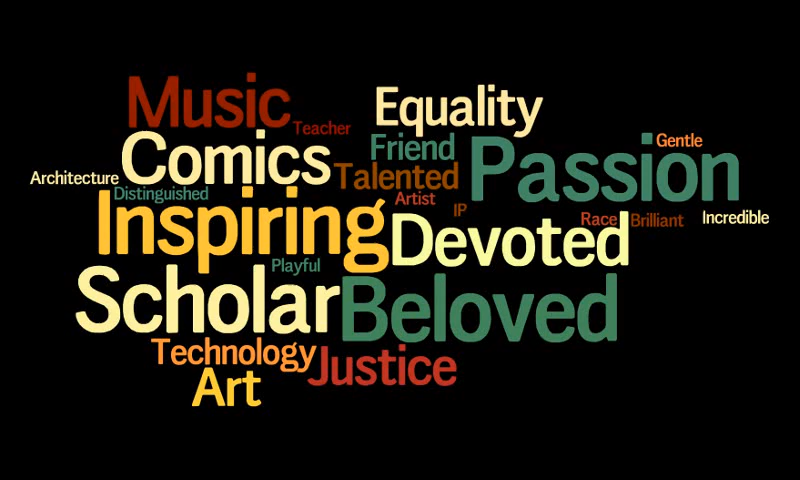 Music
Equality
Teacher
Comics
Friend
Passion
Gentle
Architecture
Talented
Distinguished
Artist
Inspiring
IP
Devoted
Race
Brilliant
Incredible
Playful
Scholar
Beloved
Technology
Justice
Art